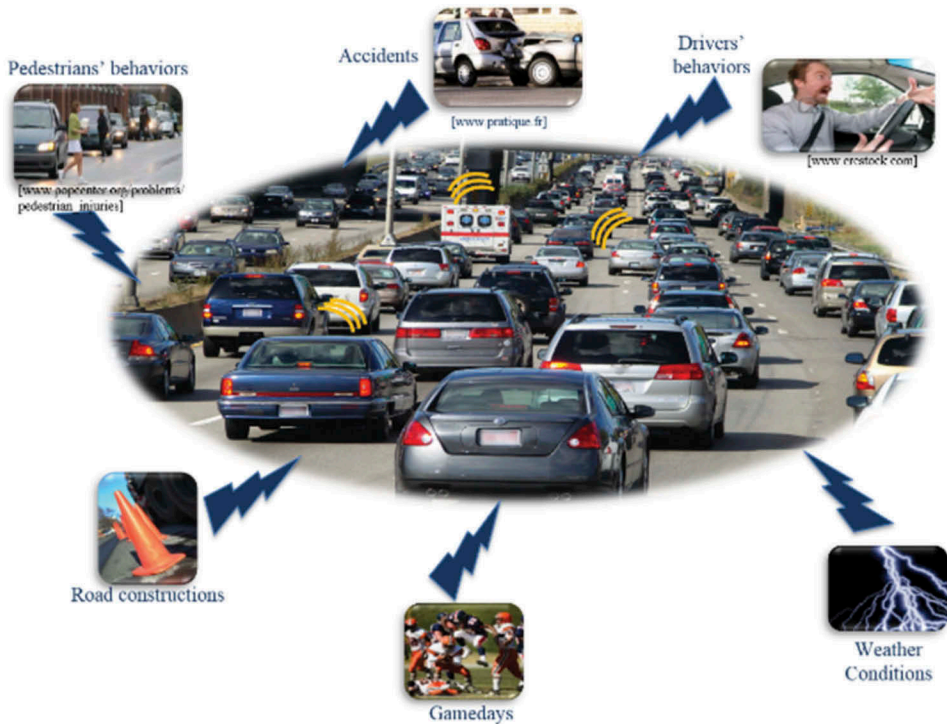 Accidents
[www.pratique.fr]
Drivers'
behaviors
[www.crestock.com]
Pedestrians' behaviors
[www.popcenter.org/problems/
pedestrian_injuries]
Road constructions
Gamedays
Weather
Conditions